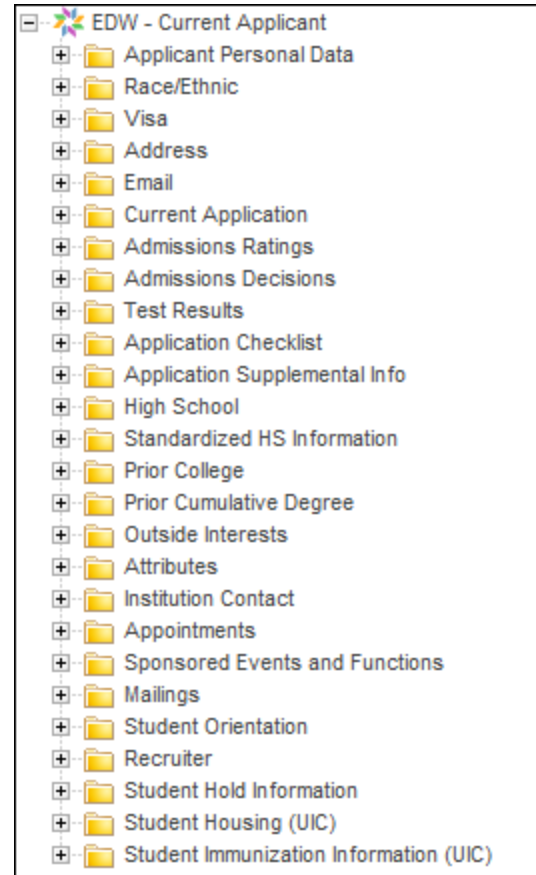 EDW - Current Applicant
Applicant Personal Data
Race/Ethnic
Visa
Address
Email
Current Application
Admissions Ratings
Admissions Decisions
Test Results
Application Checklist
Application Supplemental Info
High School
Standardized HS Information
Prior College
Prior Cumulative Degree
Outside Interests
Attributes
Institution Contact
Appointments
Sponsored Events and Functions
Mailings
Student Orientation
Recruiter
Student Hold Information
Student Housing (UIC)
Student Immunization Information (UIC)